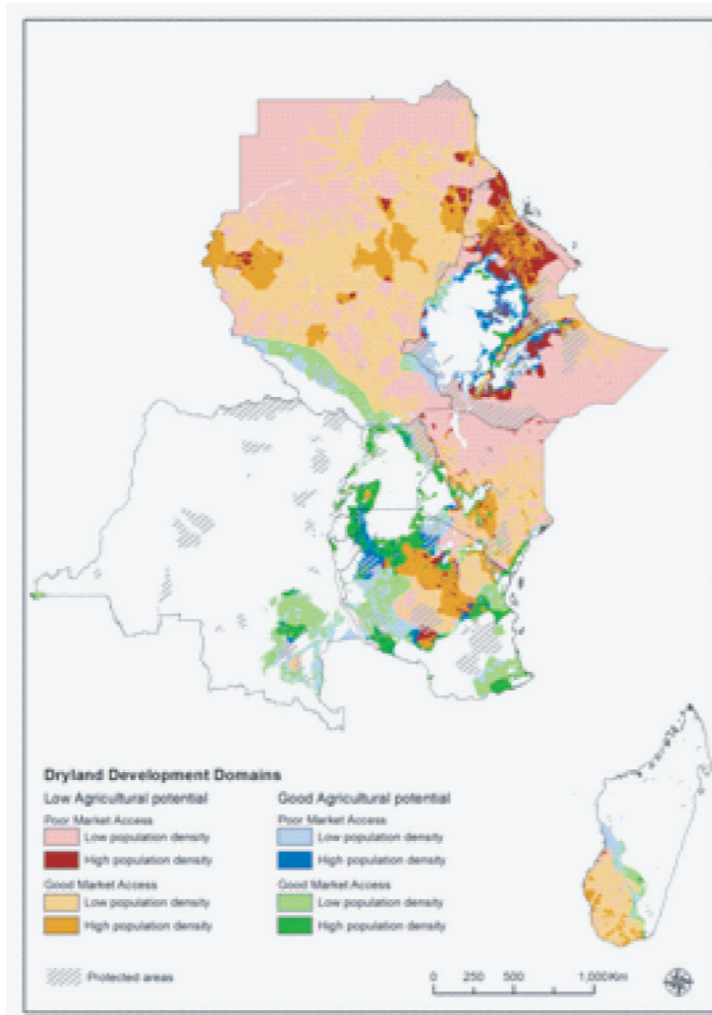 Dryland Development Domains
Low Agricultural potential
Poor Market Access
Low population density
High population density
Good Market Access
Low population density
High population density
Good Agricultural potential
Poor Market Access
Low population density
High population density
Good Market Access
Low population density
High population density
Protected areas
0 250 500 1,000 Km